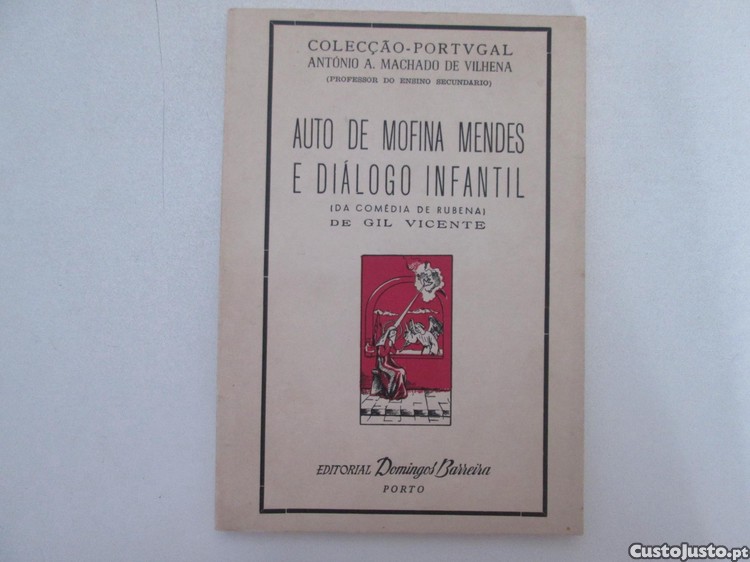 COLECÇÃO-PORTVGAL
ANTÓNIO A. MACHADO DE VILHENA
(PROFESSOR DO ENSINO SECUNDARIO)
AUTO DE MOFINA MENDES
E DIÁLOGO INFANTIL
(DA COMÉDIA DE RUBENA)
DE GIL VICENTE
EDITORIAL Domingos Barreira
PORTO
CustoJusto.pt